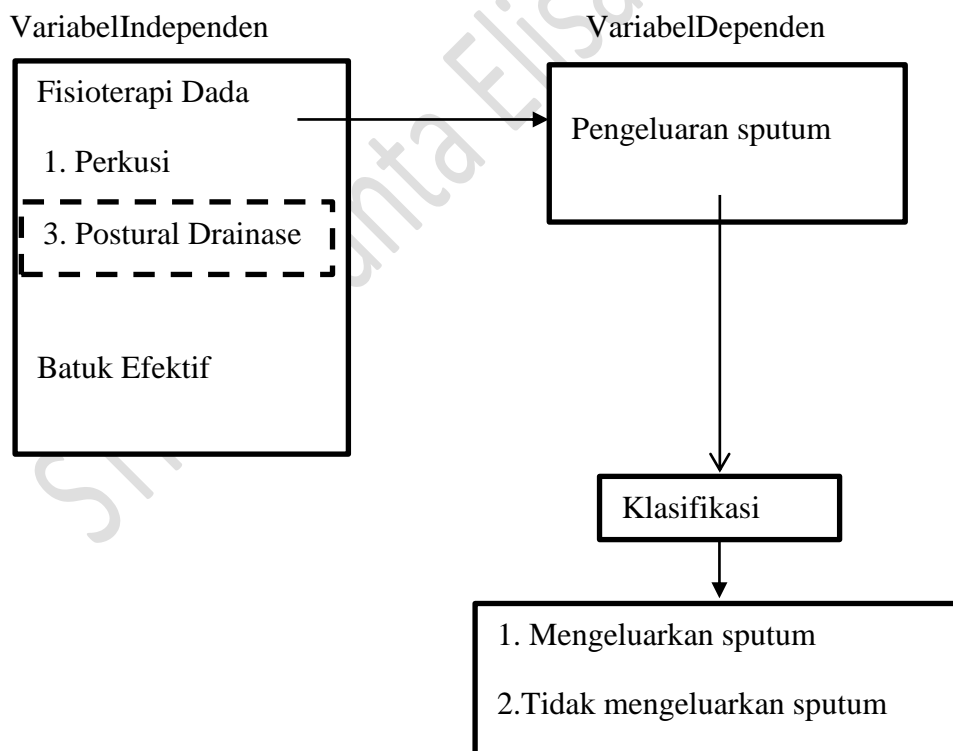 VariabelIndependen
VariabelDependen
Fisioterapi Dada
1. Perkusi
3. Postural Drainase
Batuk Efektif
Pengeluaran sputum
Klasifikasi
1. Mengeluarkan sputum
2.Tidak mengeluarkan sputum